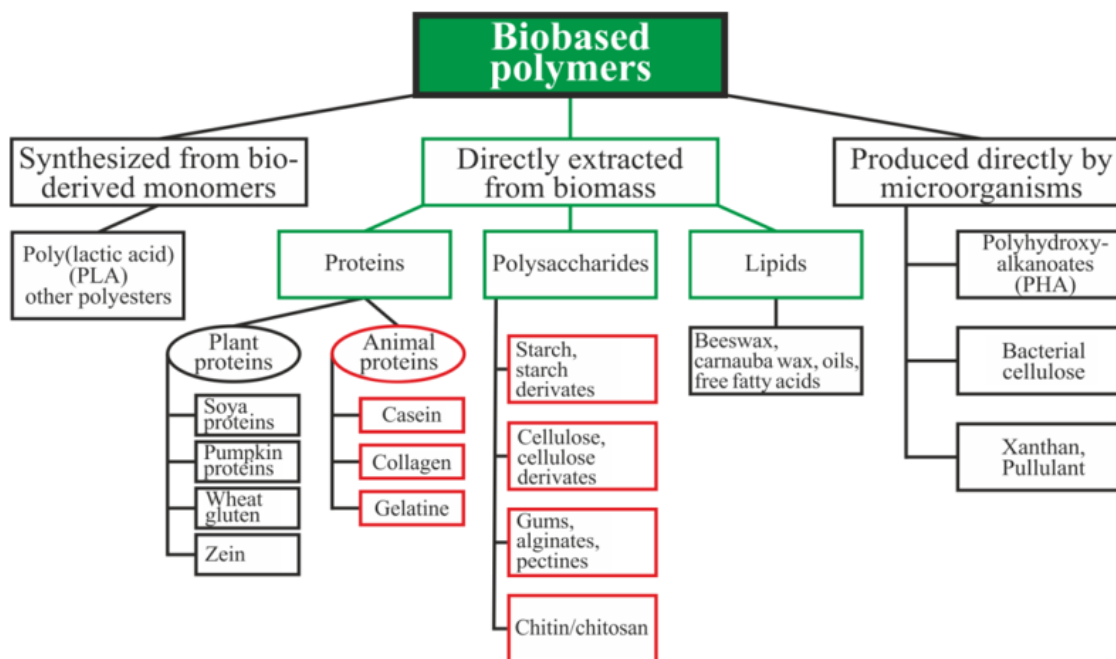 Biobased
polymers
Synthesized from bio-
derived monomers
Directly extracted
from biomass
Produced directly by
microorganisms
Poly(lactic acid)
(PLA)
other polyesters
Proteins
Polysaccharides
Lipids
Polyhydroxy-
alkanoates
(PHA)
Plant
proteins
Animal
proteins
Starch,
starch
derivates
Beeswax,
carnauba wax, oils,
free fatty acids
Bacterial
cellulose
Soya
proteins
Pumpkin
proteins
Wheat
gluten
Zein
Casein
Collagen
Gelatine
Cellulose,
cellulose
derivates
Gums,
alginates,
pectines
Chitin/chitosan
Xanthan,
Pullulant